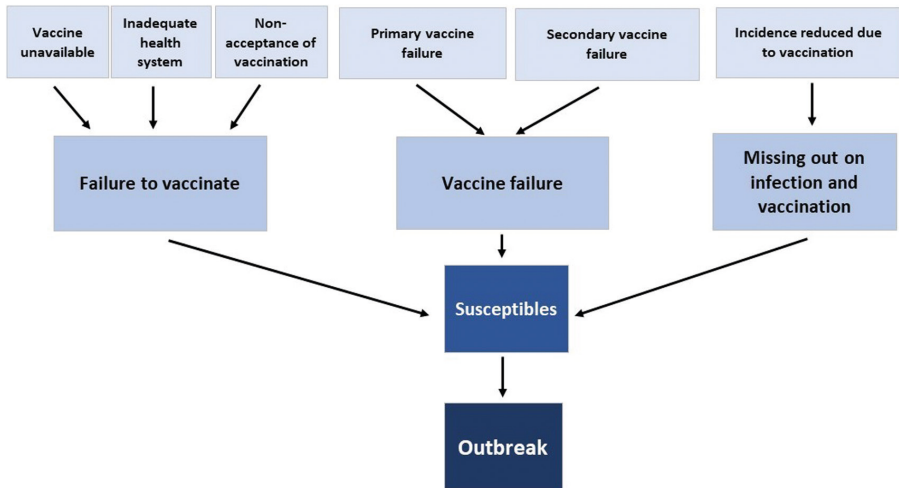 Vaccine
unavailable
Inadequate
health
system
Non-
acceptance of
vaccination
Primary vaccine
failure
Secondary vaccine
failure
Incidence reduced due
to vaccination
Failure to vaccinate
Vaccine failure
Missing out on
infection and
vaccination
Susceptibles
Outbreak